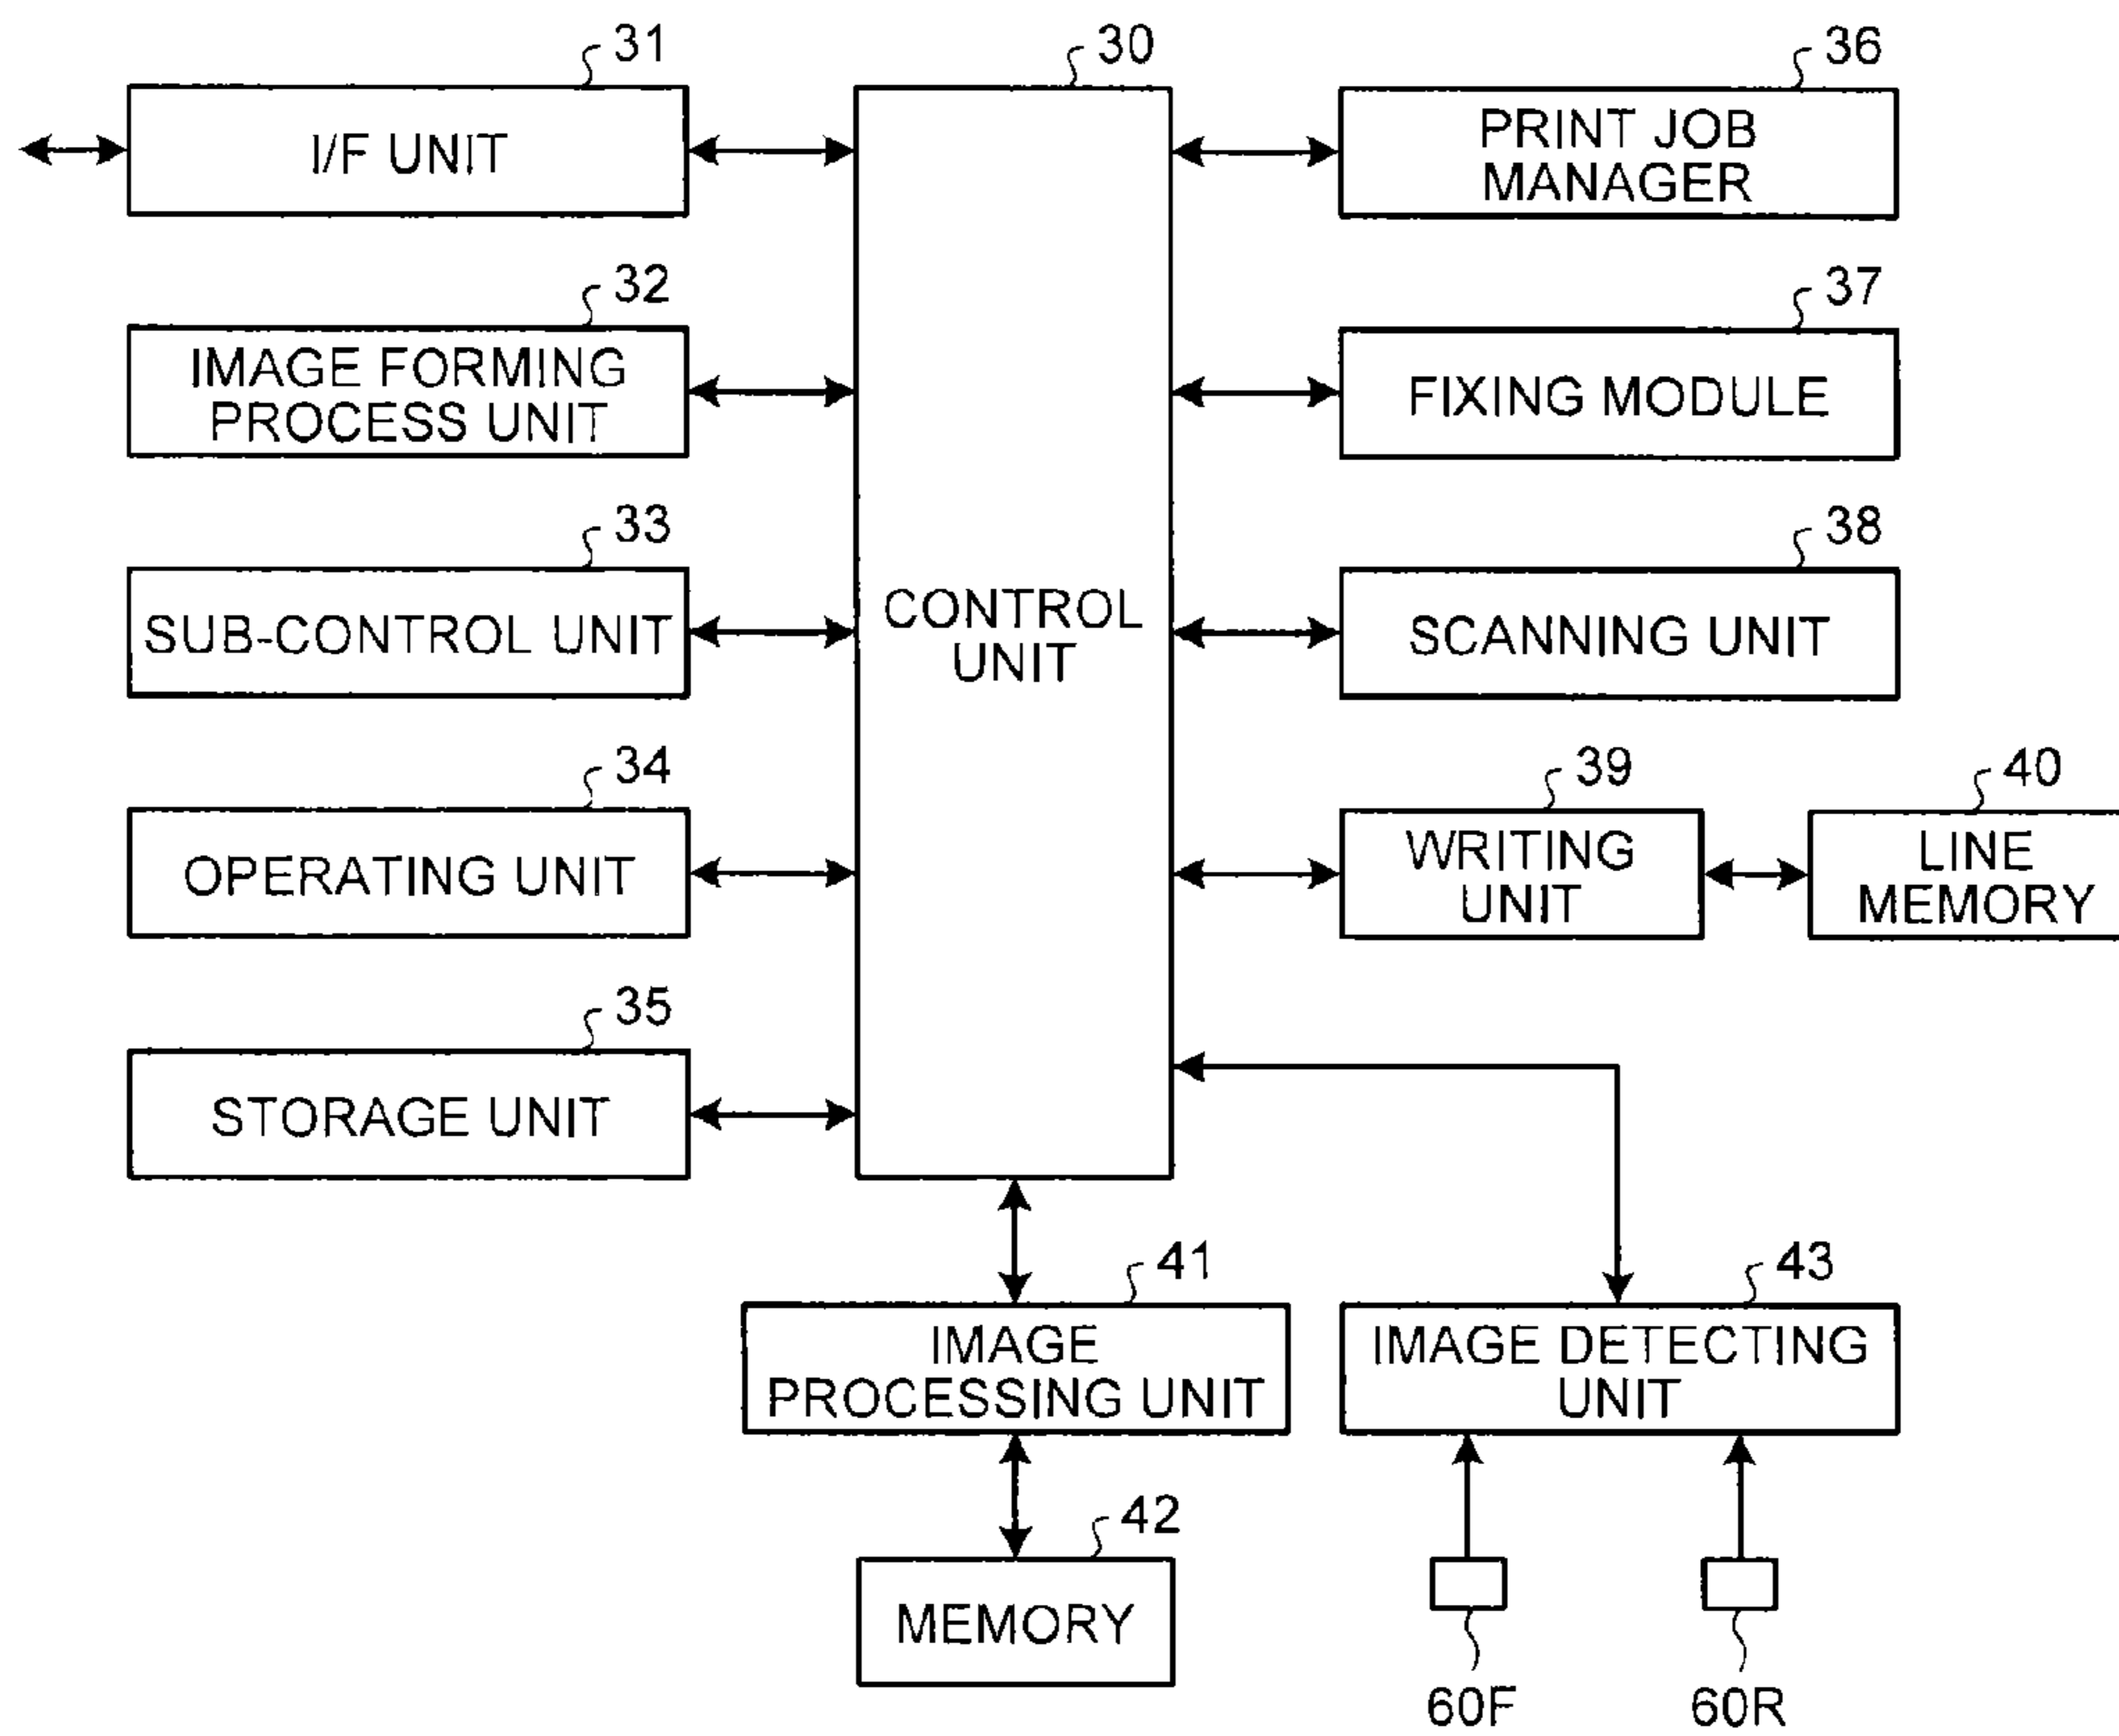 31
30
36
I/F UNIT
PRINT JOB
MANAGER
32
37
IMAGE FORMING
PROCESS UNIT
FIXING MODULE
33
38
SUB-CONTROL UNIT
CONTROL
UNIT
SCANNING UNIT
34
39
40
OPERATING UNIT
WRITING
UNIT
LINE
MEMORY
35
STORAGE UNIT
41
43
IMAGE
PROCESSING UNIT
IMAGE DETECTING
UNIT
42
MEMORY
60F
60R